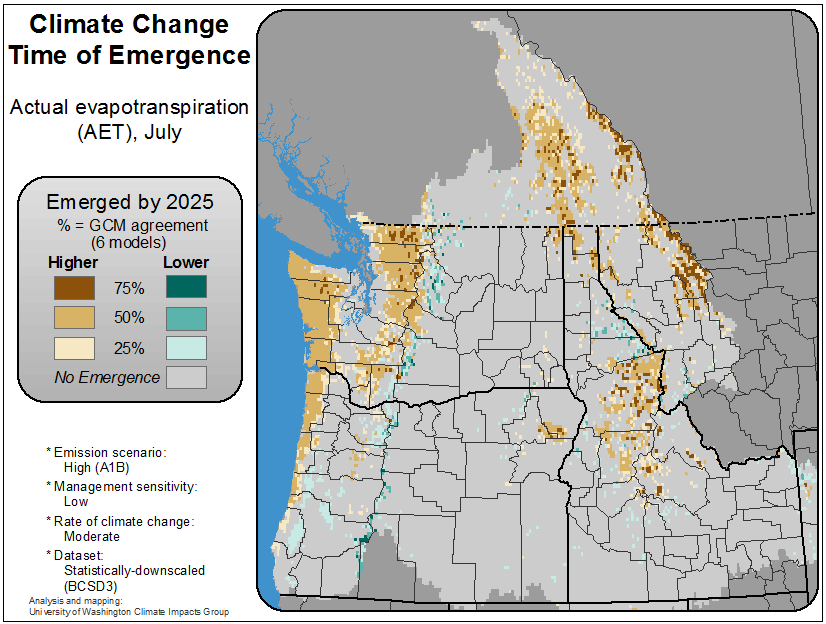 Climate Change
Time of Emergence
Actual evapotranspiration
(AET), July
Emerged by 2025
% = GCM agreement
(6 models)
Higher Lower
75%
50%
25%
No Emergence
* Emission scenario:
High (A1B)
* Management sensitivity:
Low
* Rate of climate change:
Moderate
* Dataset:
Statistically-downscaled
(BCSD3)
Analysis and mapping:
University of Washington Climate Impacts Group